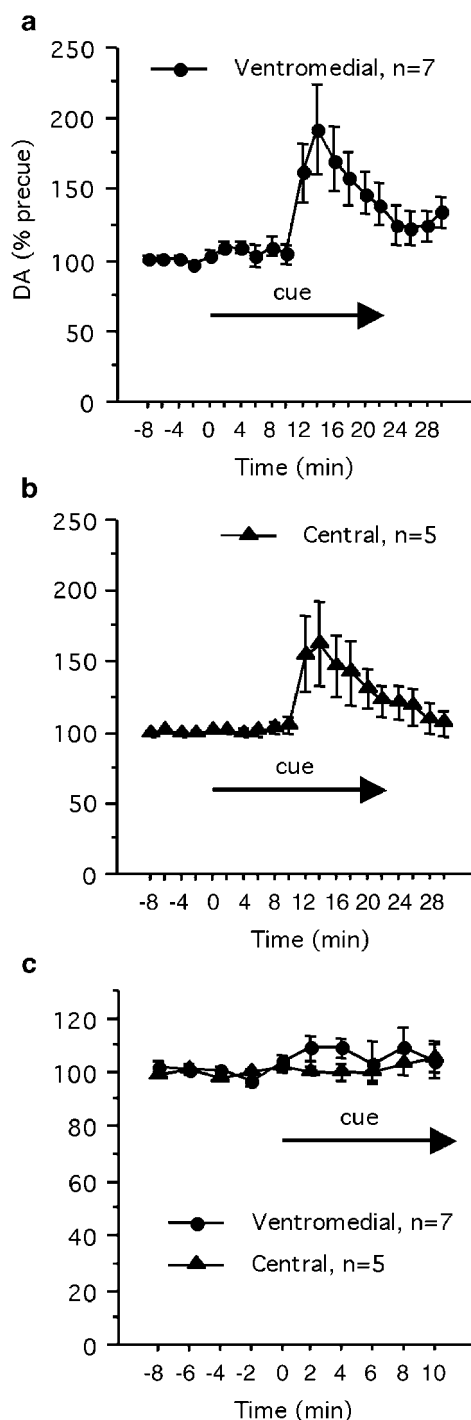 a
250
Ventromedial, n=7
200
DA (% precue)
150
100
cue
50
0
-8 -4 0 4 8 12 16 20 24 28
Time (min)
b
250
Central, n=5
200
150
100
cue
50
0
-8 -4 0 4 8 12 16 20 24 28
Time (min)
c
120
100
cue
80
60
Ventromedial, n=7
40
Central, n=5
20
0
-8 -6 -4 -2 0 2 4 6 8 10
Time (min)